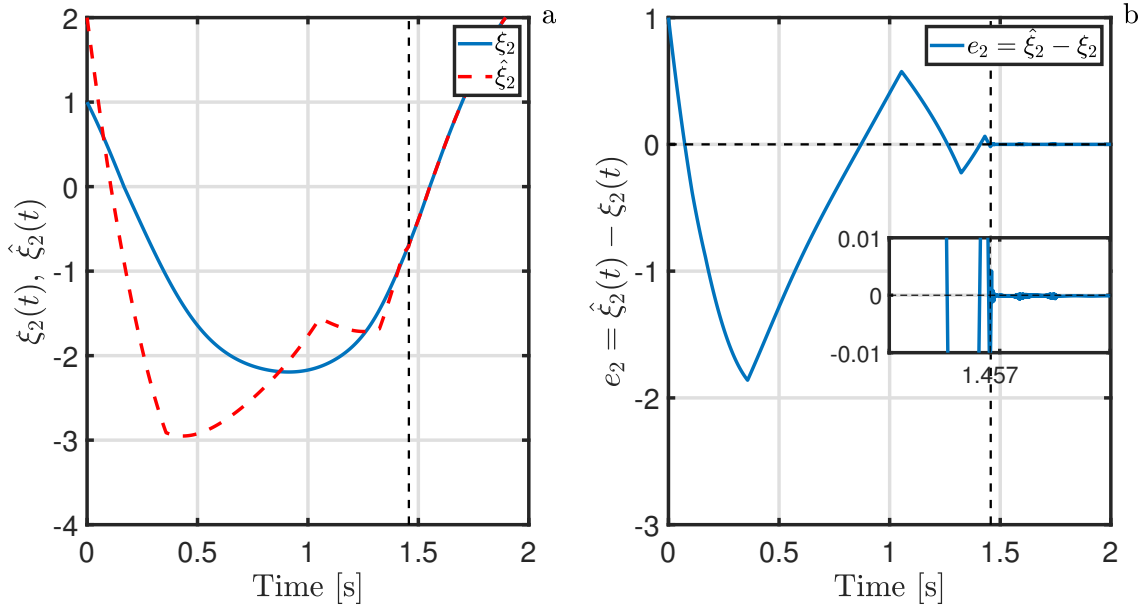 a
2
1
0
-1
-2
-3
-4
0
0.5
1
1.5
2
ξ₂(t), ξ̂₂(t)
Time [s]
ξ₂
ξ̂₂
b
1
0
-1
-2
-3
0
0.5
1
1.5
2
e₂ = ξ̂₂(t) − ξ₂(t)
Time [s]
e₂ = ξ̂₂ − ξ₂
0.01
0
-0.01
1.457